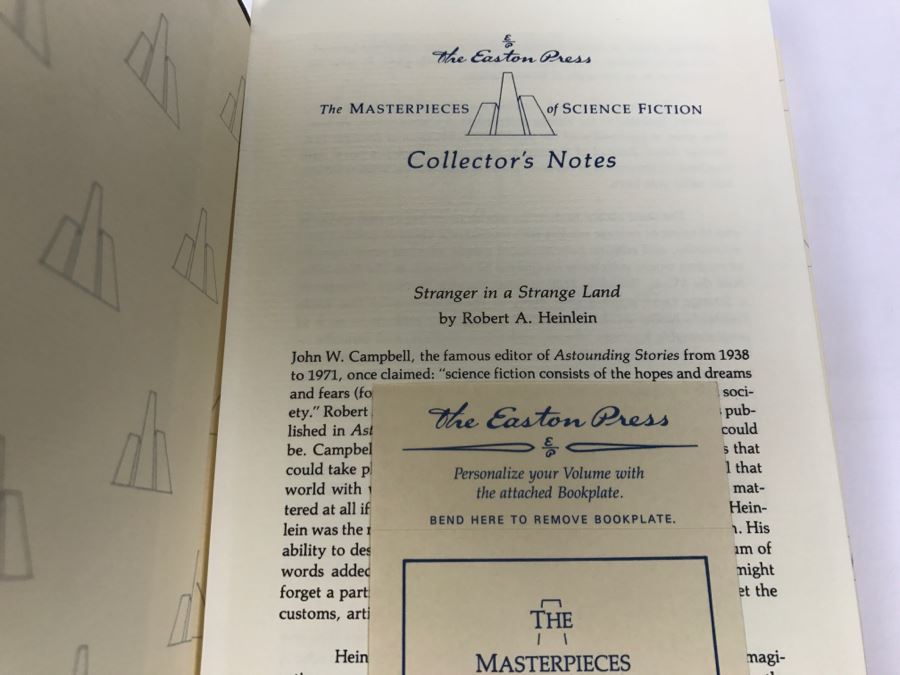 The Easton Press
The MASTERPIECES of SCIENCE FICTION
Collector's Notes
Stranger in a Strange Land
by Robert A. Heinlein
John W. Campbell, the famous editor of Astounding Stories from 1938
to 1971, once claimed: "science fiction consists of the hopes and dreams
and fears (fo soci-
ety." Robert pub-
lished in Ast could
be. Campbel s that
could take p l that
world with mat-
tered at all if Hein-
lein was the r n. His
ability to des um of
words added might
forget a part et the
customs, arti
Hein magi-
The Easton Press
Personalize your Volume with
the attached Bookplate.
BEND HERE TO REMOVE BOOKPLATE.
THE
MASTERPIECES